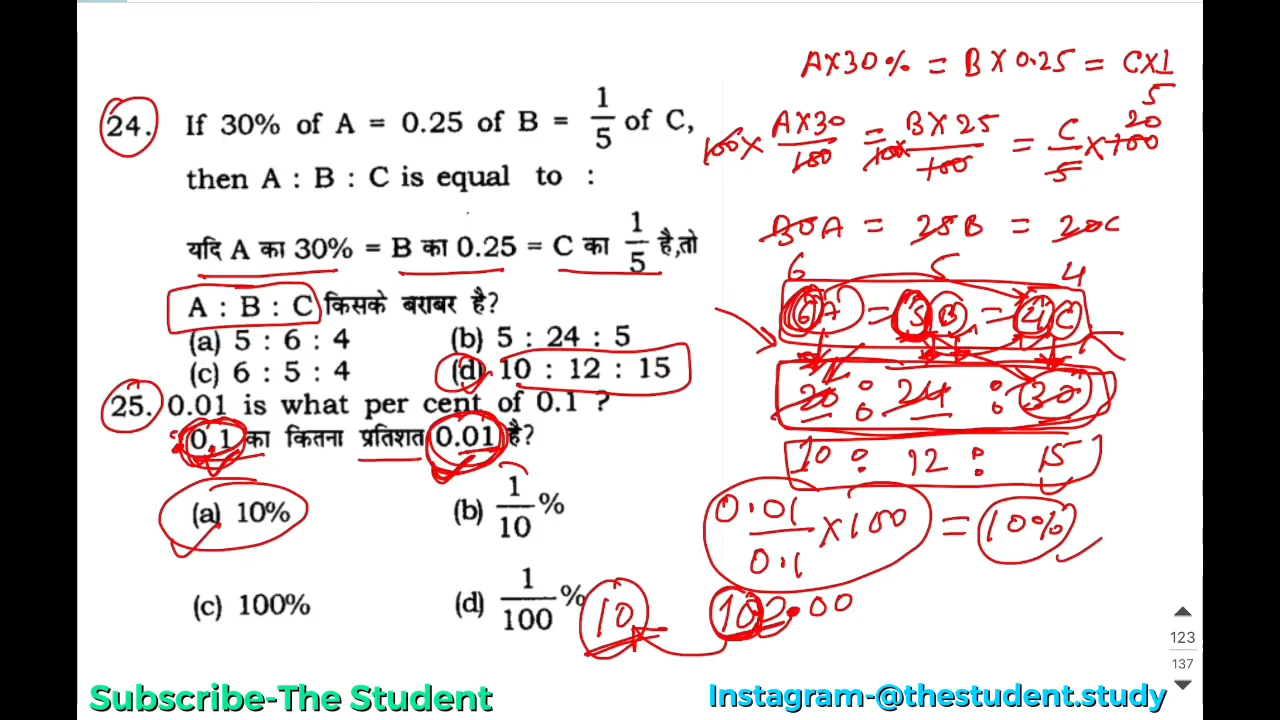 24. If 30% of A = 0.25 of B = 1/5 of C,
then A : B : C is equal to :
यदि A का 30% = B का 0.25 = C का 1/5 है, तो
A : B : C किसके बराबर है?
(a) 5 : 6 : 4
(b) 5 : 24 : 5
(c) 6 : 5 : 4
(d) 10 : 12 : 15
25. 0.01 is what per cent of 0.1 ?
0.1 का कितना प्रतिशत 0.01 है?
(a) 10%
(b) 1/10 %
(c) 100%
(d) 1/100 %
A×30% = B×0.25 = C×1/5
100× A×30/100 = 100× B×25/100 = C/5 ×100 20
30A = 25B = 20C
6 5 4
6A = 5B = 4C
20 : 24 : 30
10 : 12 : 15
0.01/0.1 ×100 = 10%
10 102.00
123
137
Subscribe-The Student
Instagram-@thestudent.study